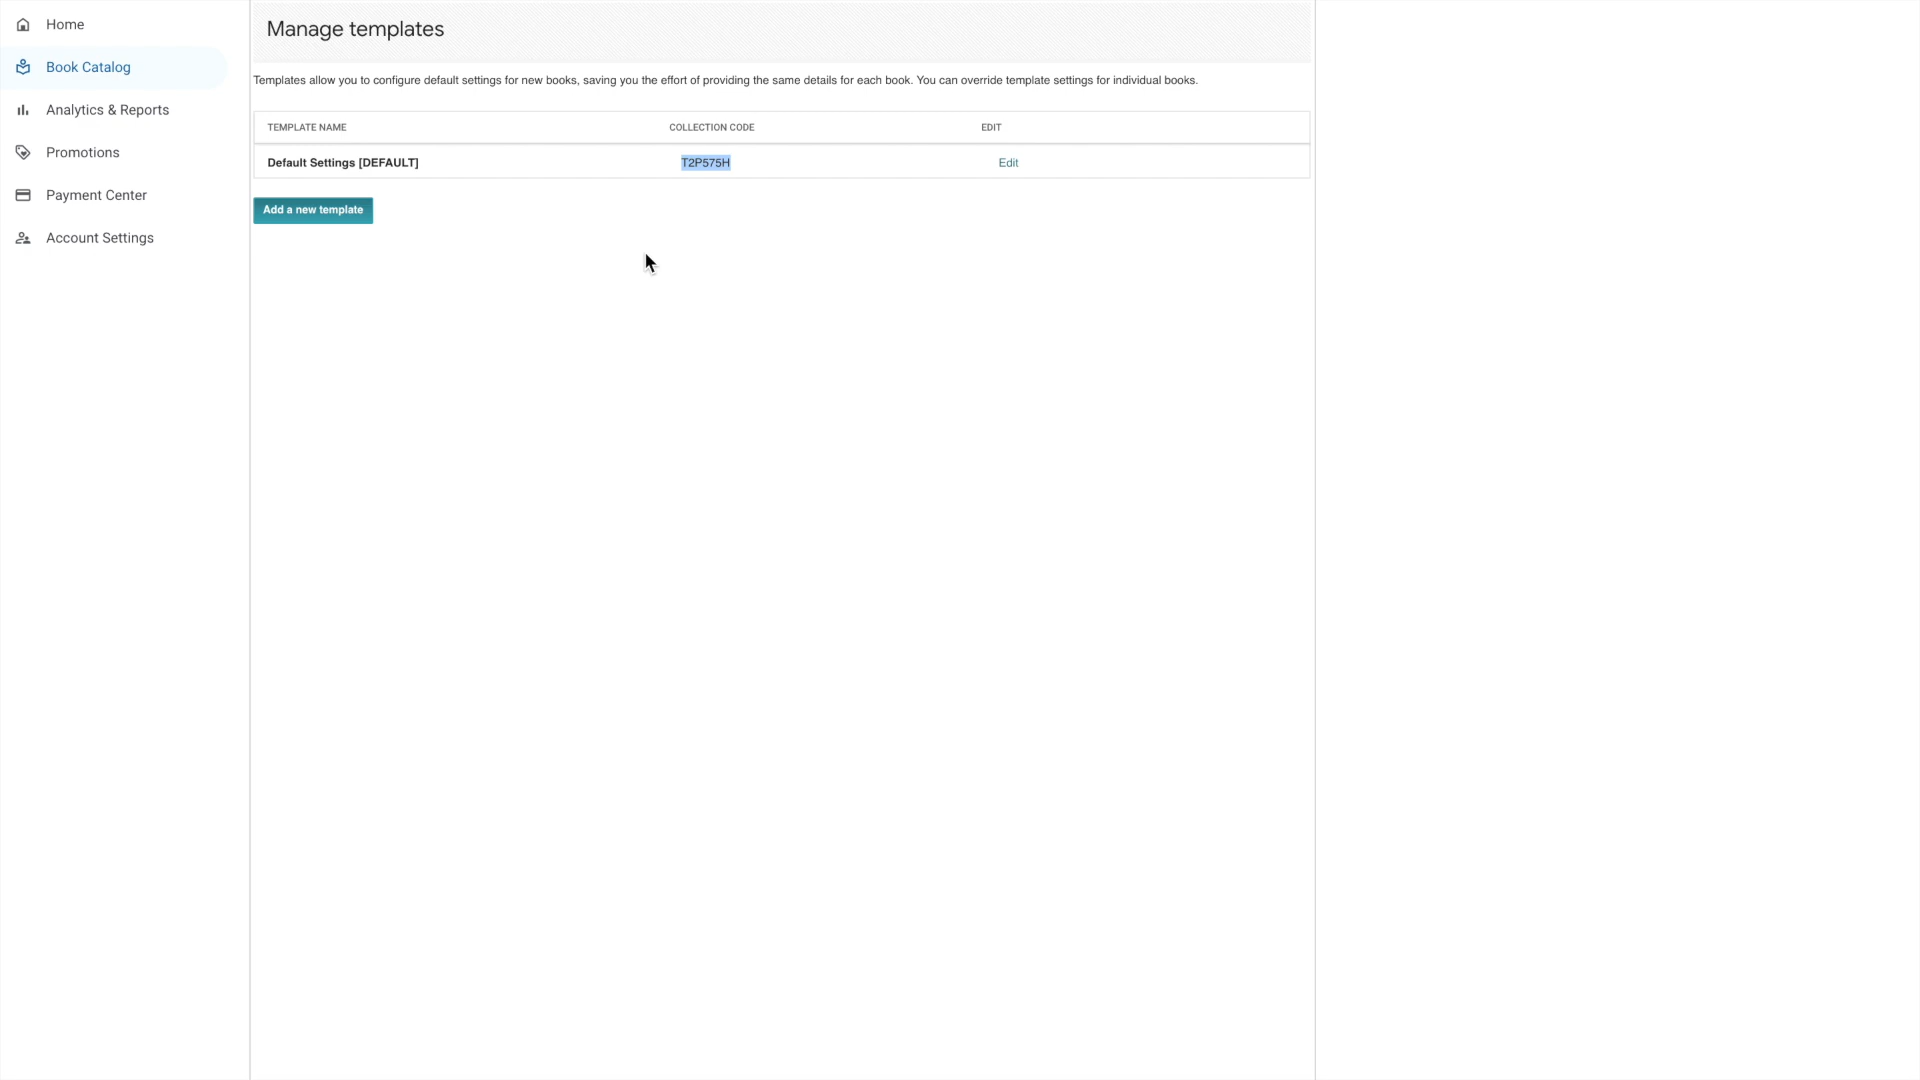 Home
Book Catalog
Analytics & Reports
Promotions
Payment Center
Account Settings
Manage templates
Templates allow you to configure default settings for new books, saving you the effort of providing the same details for each book. You can override template settings for individual books.
TEMPLATE NAME COLLECTION CODE EDIT
Default Settings [DEFAULT] T2P575H Edit
Add a new template